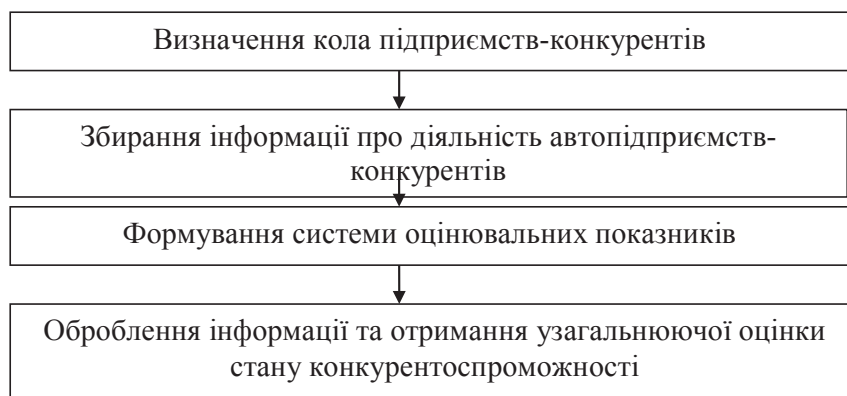 Визначення кола підприємств-конкурентів
Збирання інформації про діяльність автопідприємств-
конкурентів
Формування системи оцінювальних показників
Оброблення інформації та отримання узагальнюючої оцінки
стану конкурентоспроможності